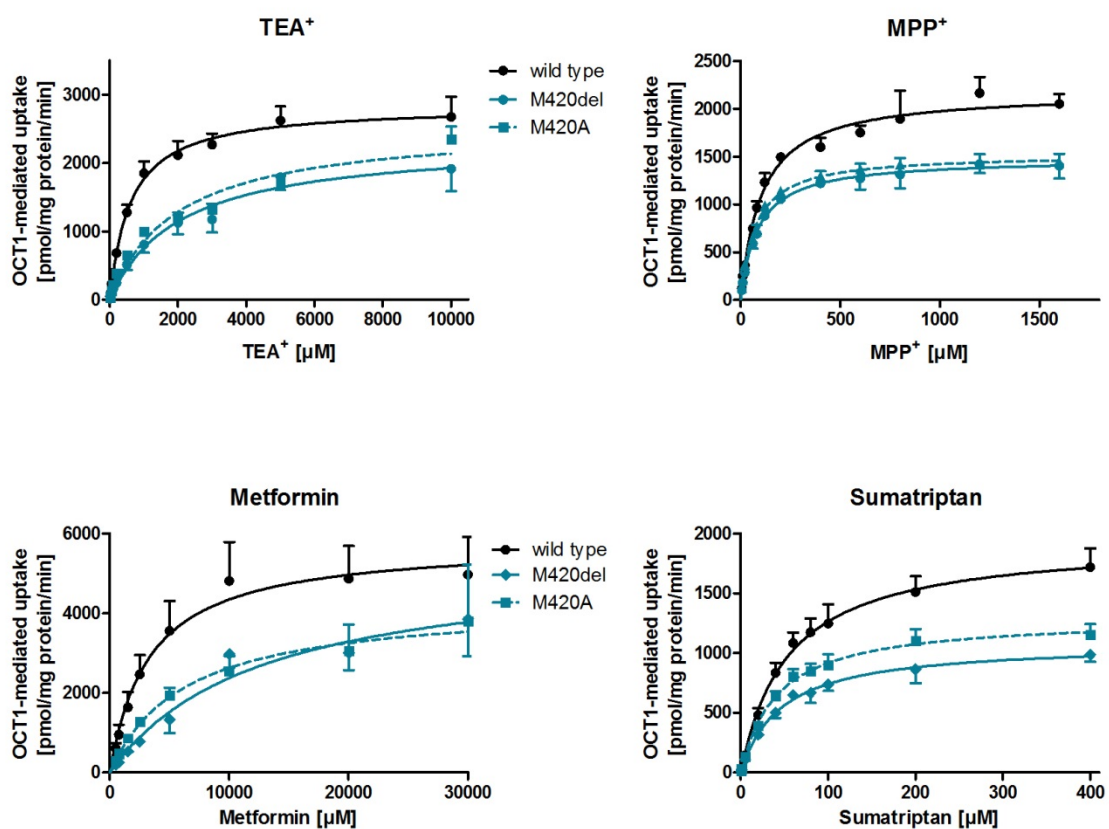 TEA⁺
OCT1-mediated uptake
[pmol/mg protein/min]
3000
2000
1000
0
0 2000 4000 6000 8000 10000
TEA⁺ [µM]
wild type
M420del
M420A
MPP⁺
OCT1-mediated uptake
[pmol/mg protein/min]
2500
2000
1500
1000
500
0
0 500 1000 1500
MPP⁺ [µM]
Metformin
OCT1-mediated uptake
[pmol/mg protein/min]
6000
4000
2000
0
0 10000 20000 30000
Metformin [µM]
wild type
M420del
M420A
Sumatriptan
OCT1-mediated uptake
[pmol/mg protein/min]
2000
1500
1000
500
0
0 100 200 300 400
Sumatriptan [µM]